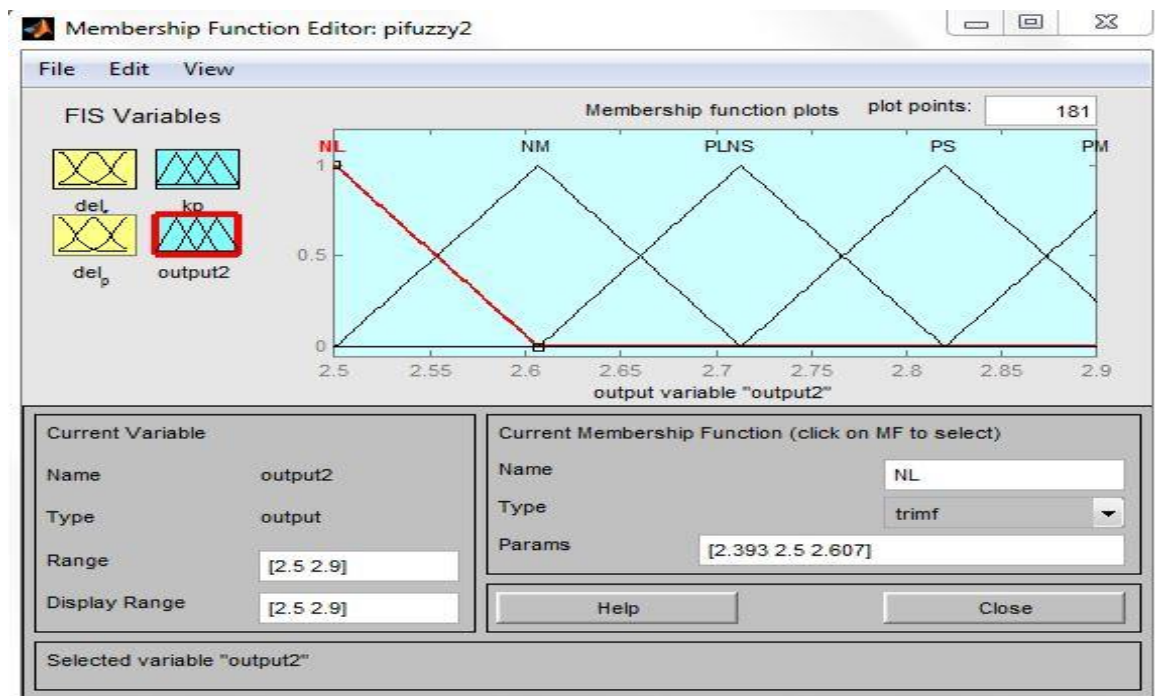 Membership Function Editor: pifuzzy2
File Edit View
FIS Variables
Membership function plots plot points: 181
del
kp
del p
output2
NL NM PLNS PS PM
1
0.5
0
2.5 2.55 2.6 2.65 2.7 2.75 2.8 2.85 2.9
output variable "output2"
Current Variable
Name output2
Type output
Range [2.5 2.9]
Display Range [2.5 2.9]
Current Membership Function (click on MF to select)
Name NL
Type trimf
Params [2.393 2.5 2.607]
Help Close
Selected variable "output2"